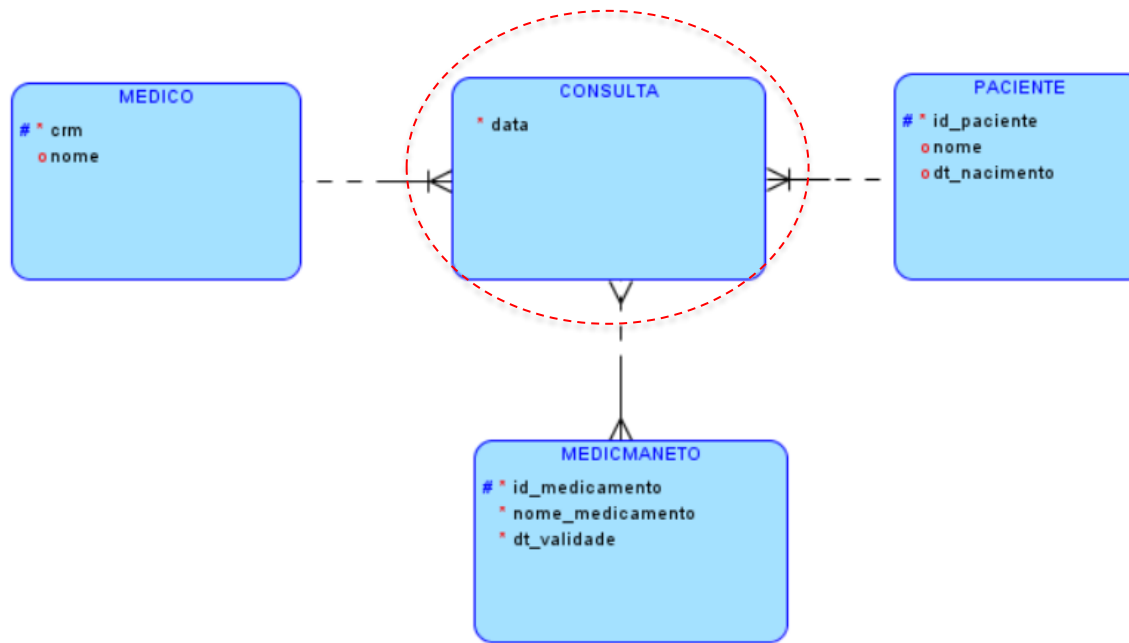 MEDICO
# * crm
o nome
CONSULTA
* data
PACIENTE
# * id_paciente
o nome
o dt_nacimento
MEDICMANETO
# * id_medicamento
* nome_medicamento
* dt_validade